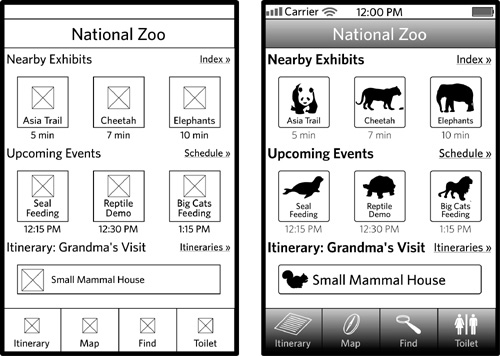 National Zoo
Nearby Exhibits Index »
Asia Trail Cheetah Elephants
5 min 7 min 10 min
Upcoming Events Schedule »
Seal Reptile Big Cats
Feeding Demo Feeding
12:15 PM 12:30 PM 1:15 PM
Itinerary: Grandma's Visit Itineraries »
Small Mammal House
Itinerary Map Find Toilet
Carrier 12:00 PM
National Zoo
Nearby Exhibits Index »
Asia Trail Cheetah Elephants
5 min 7 min 10 min
Upcoming Events Schedule »
Seal Reptile Big Cats
Feeding Demo Feeding
12:15 PM 12:30 PM 1:15 PM
Itinerary: Grandma's Visit Itineraries »
Small Mammal House
Itinerary Map Find Toilet